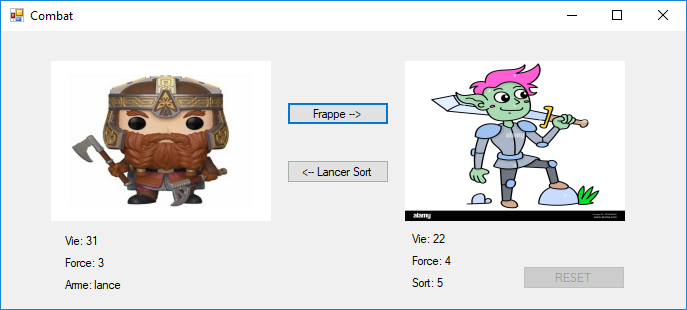 Combat
Frappe -->
<-- Lancer Sort
alamy
Vie: 31
Force: 3
Arme: lance
Vie: 22
Force: 4
Sort: 5
RESET